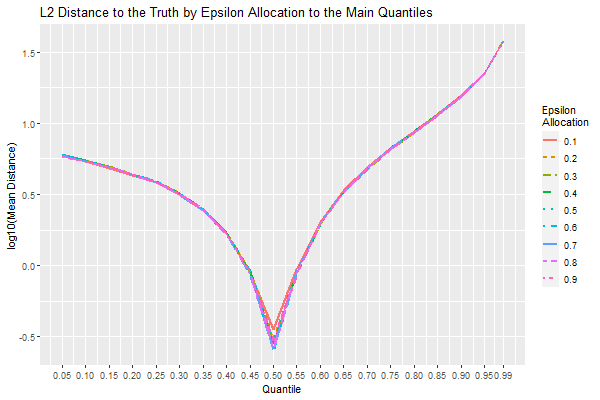 L2 Distance to the Truth by Epsilon Allocation to the Main Quantiles
log10(Mean Distance)
1.5
1.0
0.5
0.0
-0.5
0.05 0.10 0.15 0.20 0.25 0.30 0.35 0.40 0.45 0.50 0.55 0.60 0.65 0.70 0.75 0.80 0.85 0.90 0.95 0.99
Quantile
Epsilon
Allocation
0.1
0.2
0.3
0.4
0.5
0.6
0.7
0.8
0.9